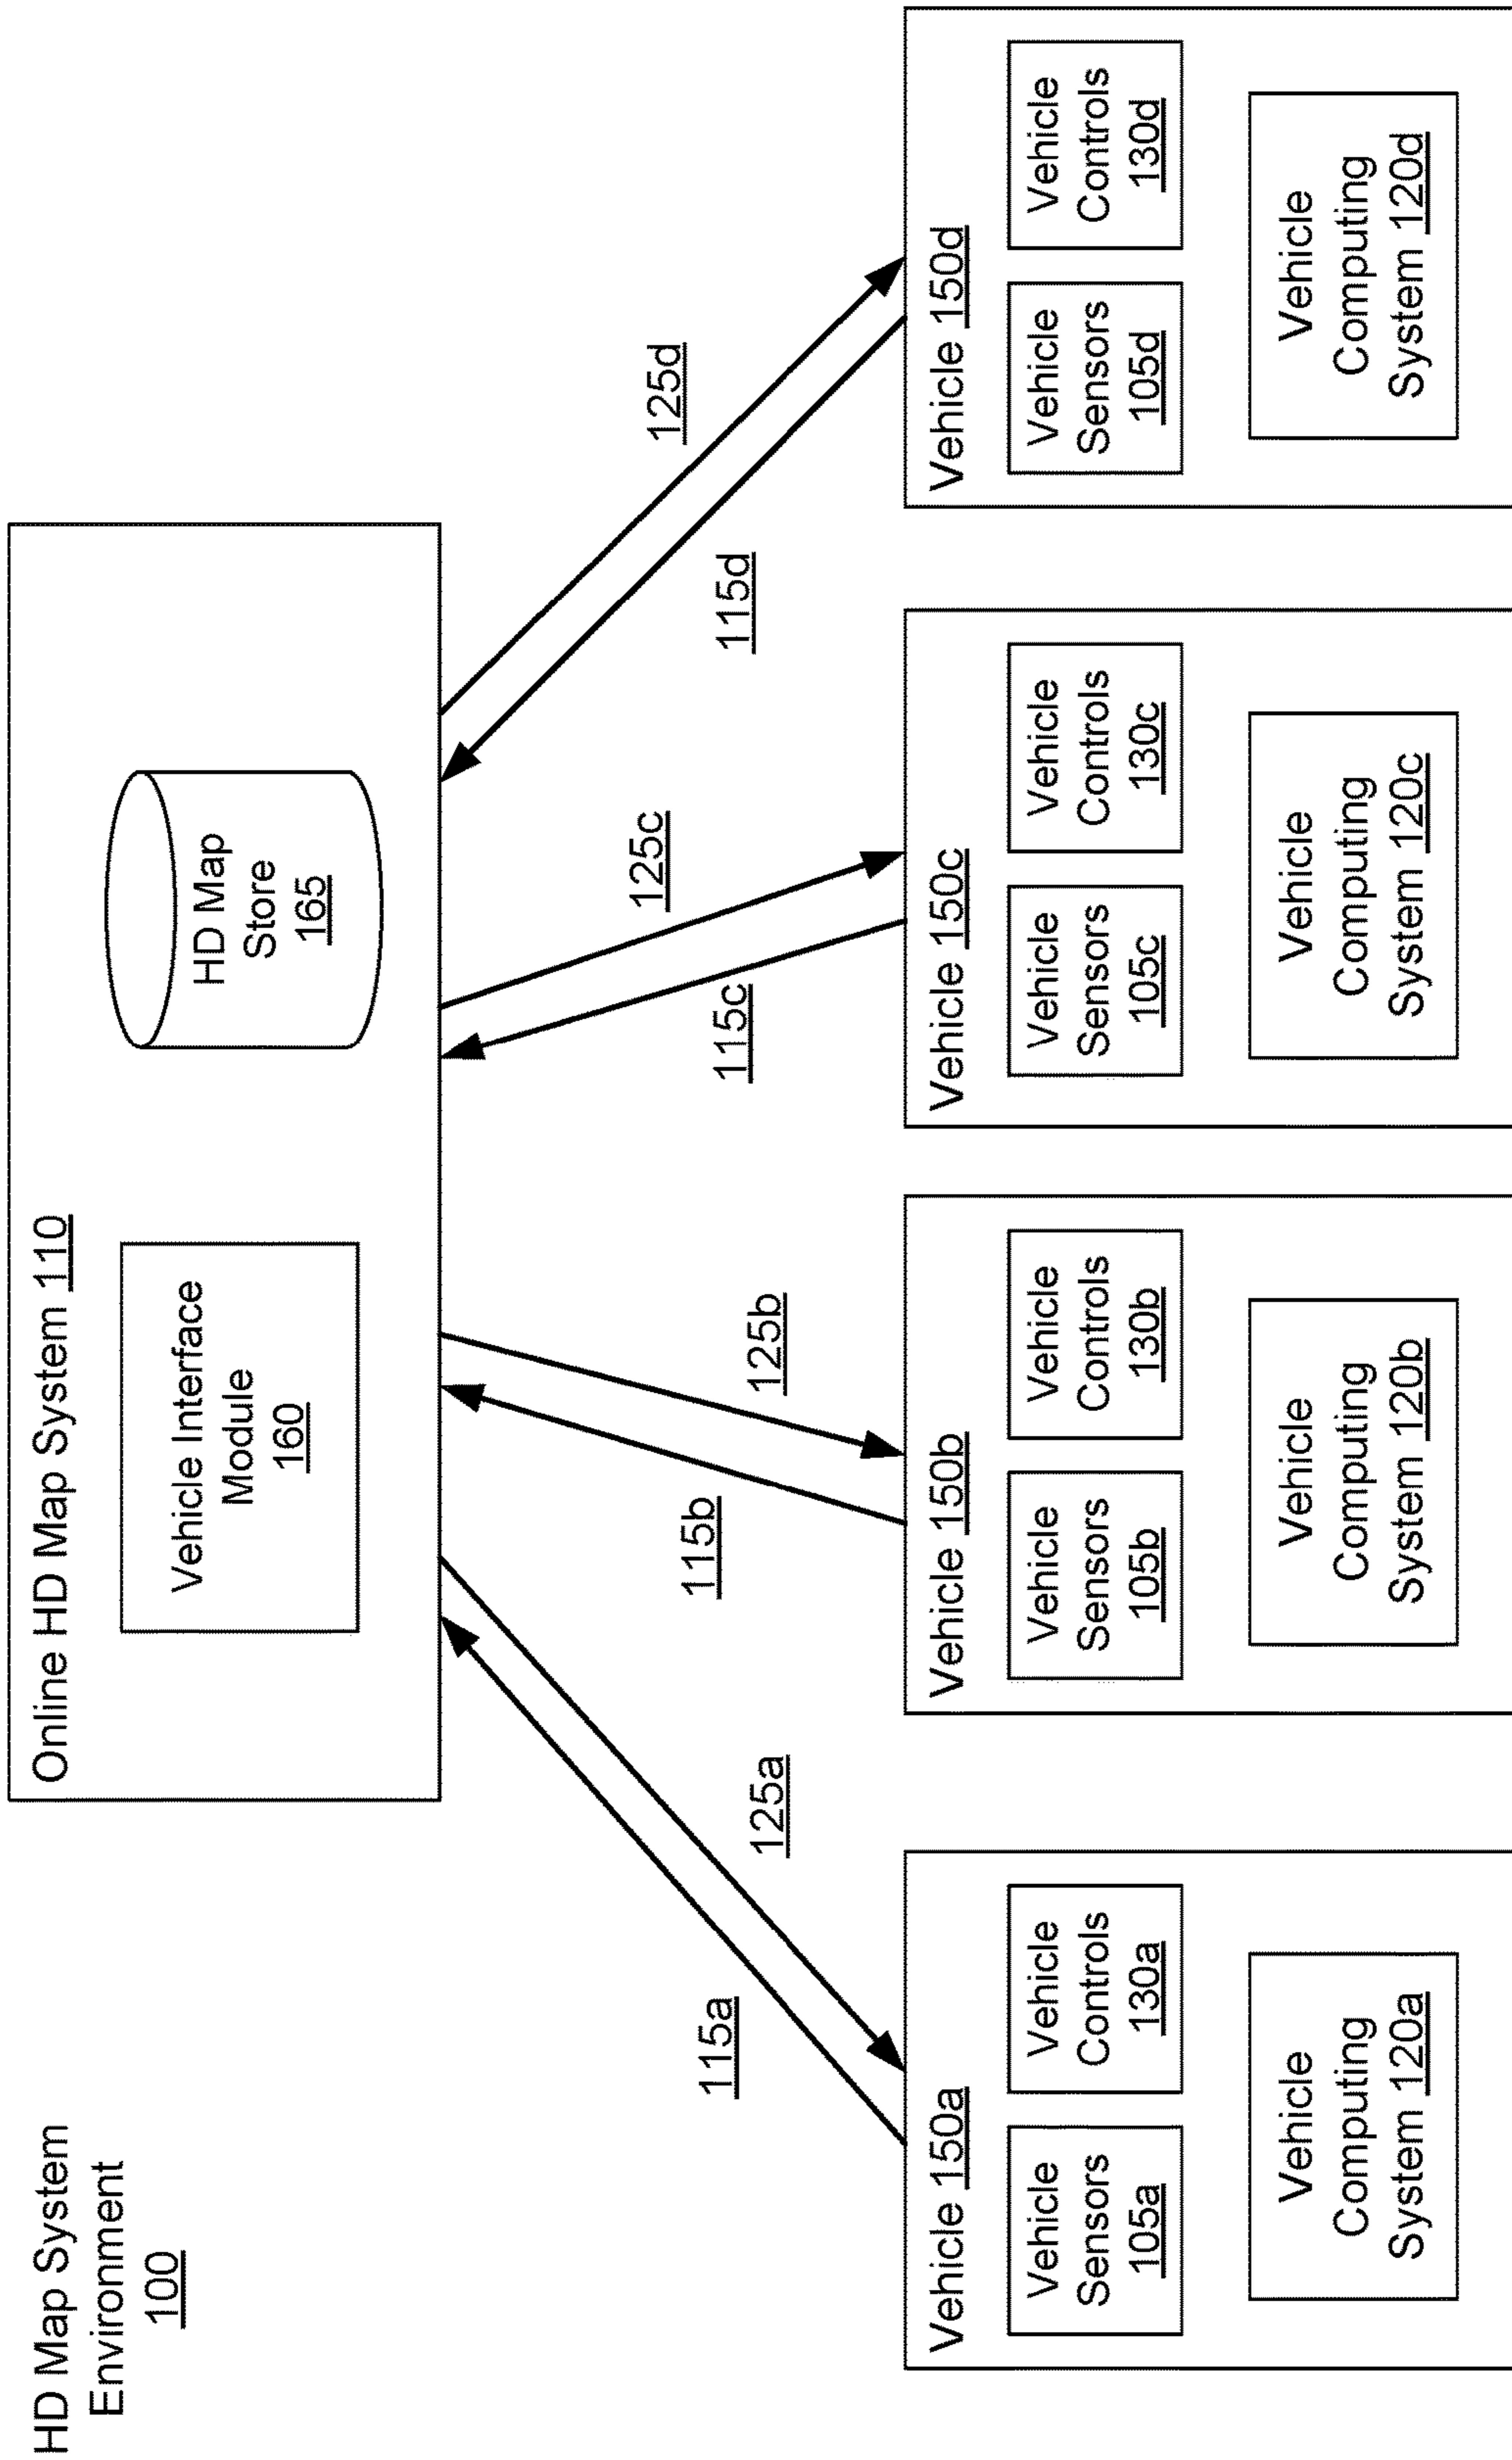 HD Map System
Environment
100
Online HD Map System 110
Vehicle Interface
Module
160
HD Map
Store
165
115a
125a
115b
125b
115c
125c
115d
125d
Vehicle 150a
Vehicle
Sensors
105a
Vehicle
Controls
130a
Vehicle
Computing
System 120a
Vehicle 150b
Vehicle
Sensors
105b
Vehicle
Controls
130b
Vehicle
Computing
System 120b
Vehicle 150c
Vehicle
Sensors
105c
Vehicle
Controls
130c
Vehicle
Computing
System 120c
Vehicle 150d
Vehicle
Sensors
105d
Vehicle
Controls
130d
Vehicle
Computing
System 120d